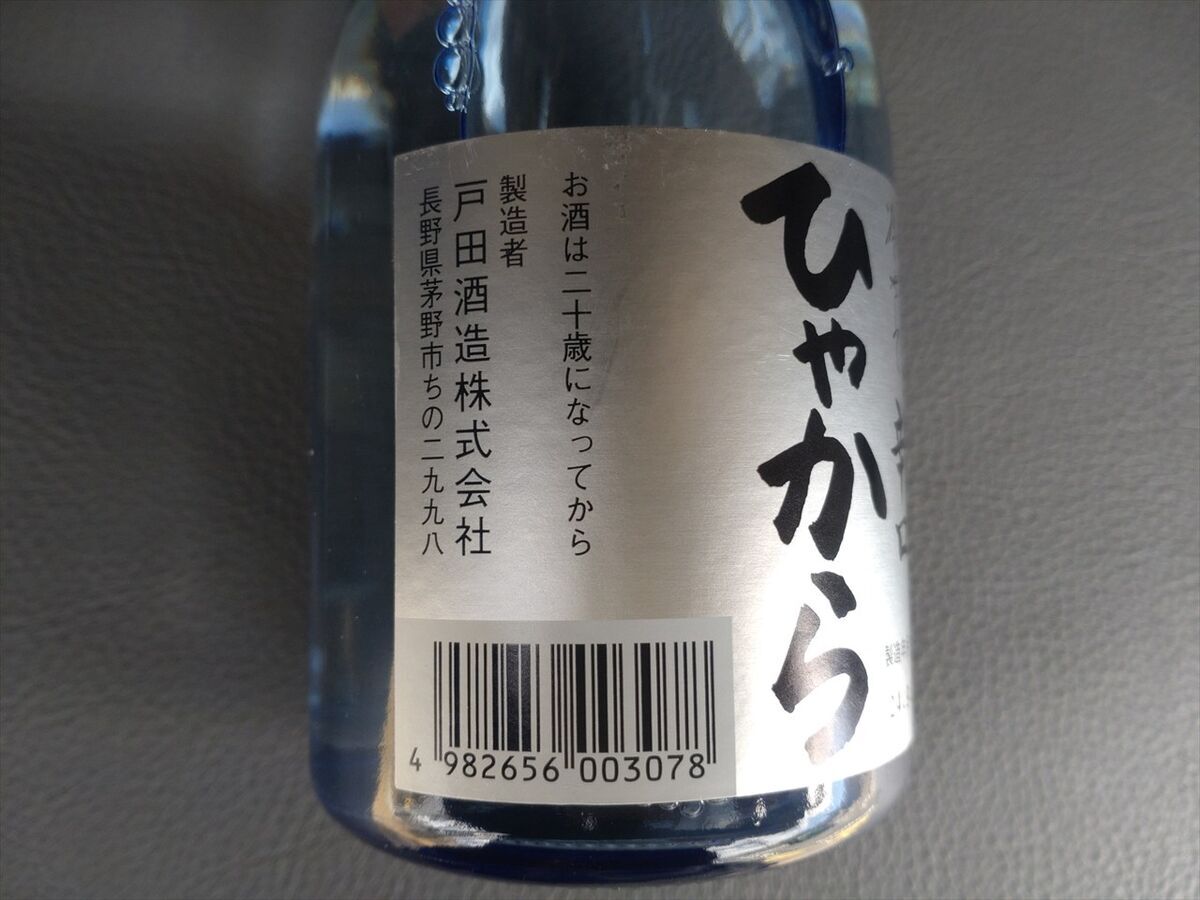 ひゃからら
お酒は二十歳になってから
製造者
戸田酒造株式会社
長野県茅野市ちの二九九八
4 982656 003078